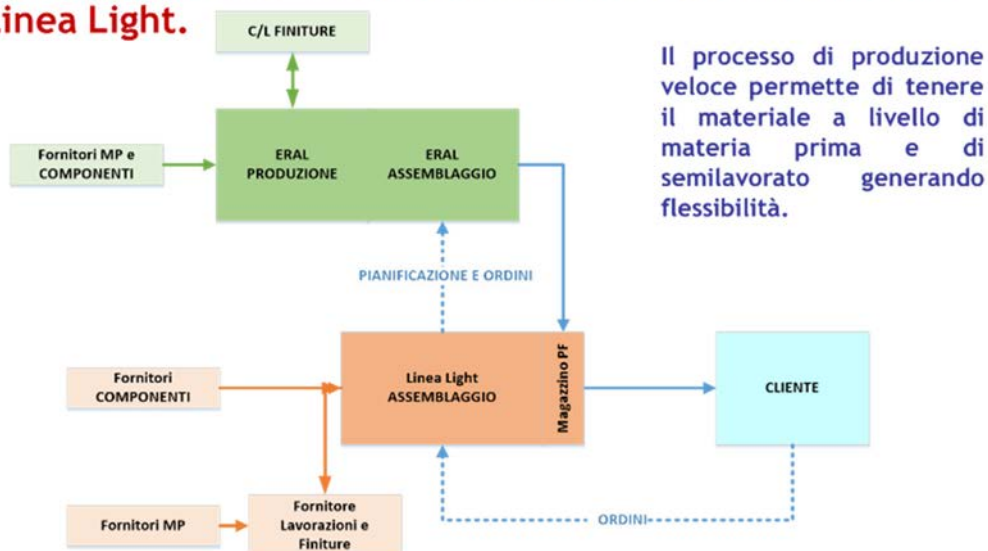 Linea Light.
C/L FINITURE
Il processo di produzione
veloce permette di tenere
il materiale a livello di
materia prima e di
semilavorato generando
flessibilità.
Fornitori MP e
COMPONENTI
ERAL
PRODUZIONE
ERAL
ASSEMBLAGGIO
PIANIFICAZIONE E ORDINI
Fornitori
COMPONENTI
Linea Light
ASSEMBLAGGIO
Magazzino PF
CLIENTE
Fornitori MP
Fornitore
Lavorazioni e
Finiture
ORDINI